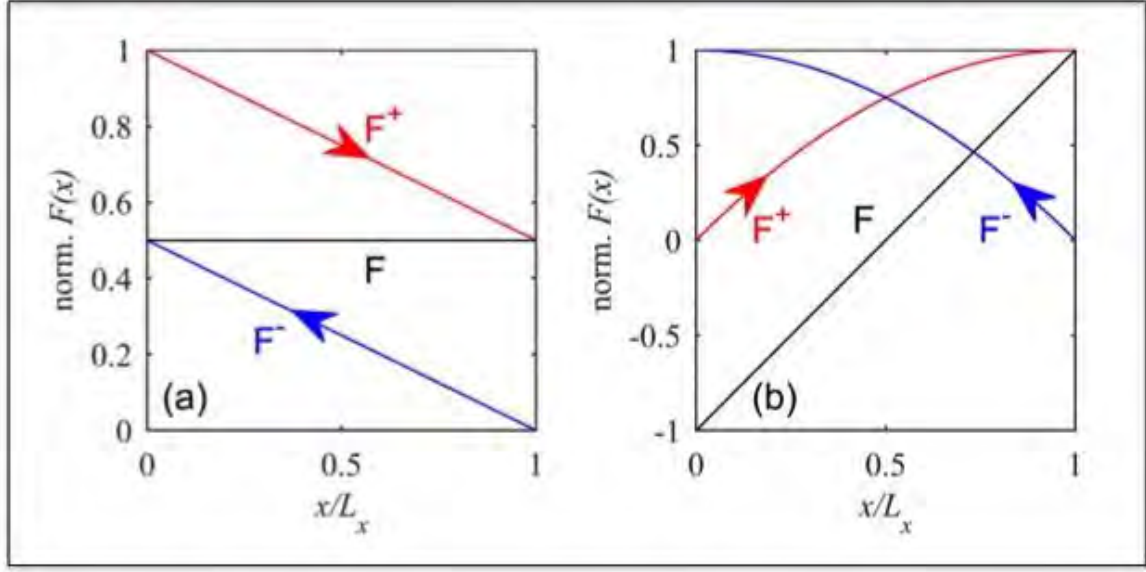 1
0.8
0.6
0.4
0.2
0
norm. F(x)
F⁺
F
F⁻
(a)
0
0.5
1
x/Lₓ
1
0.5
0
-0.5
-1
norm. F(x)
F⁺
F
F⁻
(b)
0
0.5
1
x/Lₓ